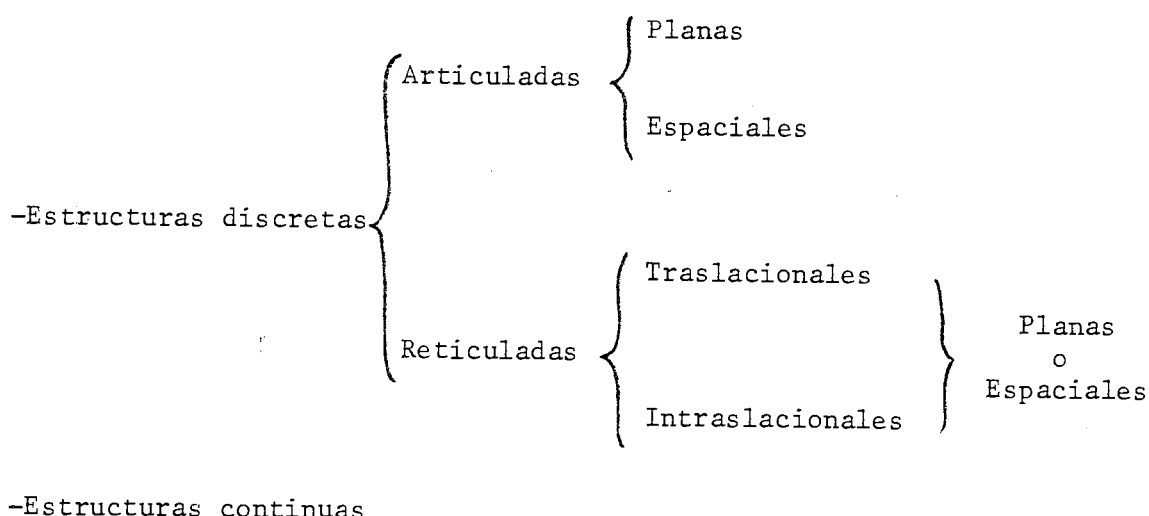 Planas
Articuladas
Espaciales
-Estructuras discretas
Traslacionales
Planas
o
Espaciales
Reticuladas
Intraslacionales
-Estructuras continuas